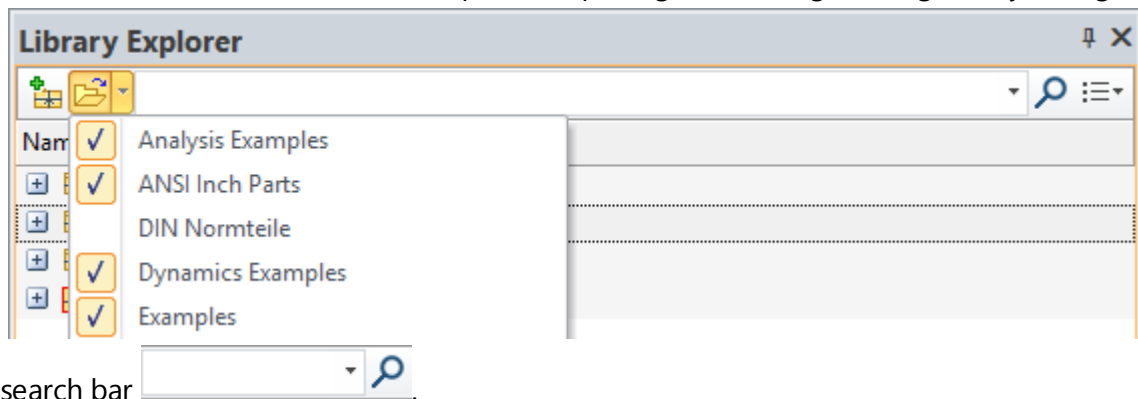 Library Explorer
Nam
Analysis Examples
ANSI Inch Parts
DIN Normteile
Dynamics Examples
Examples
search bar .